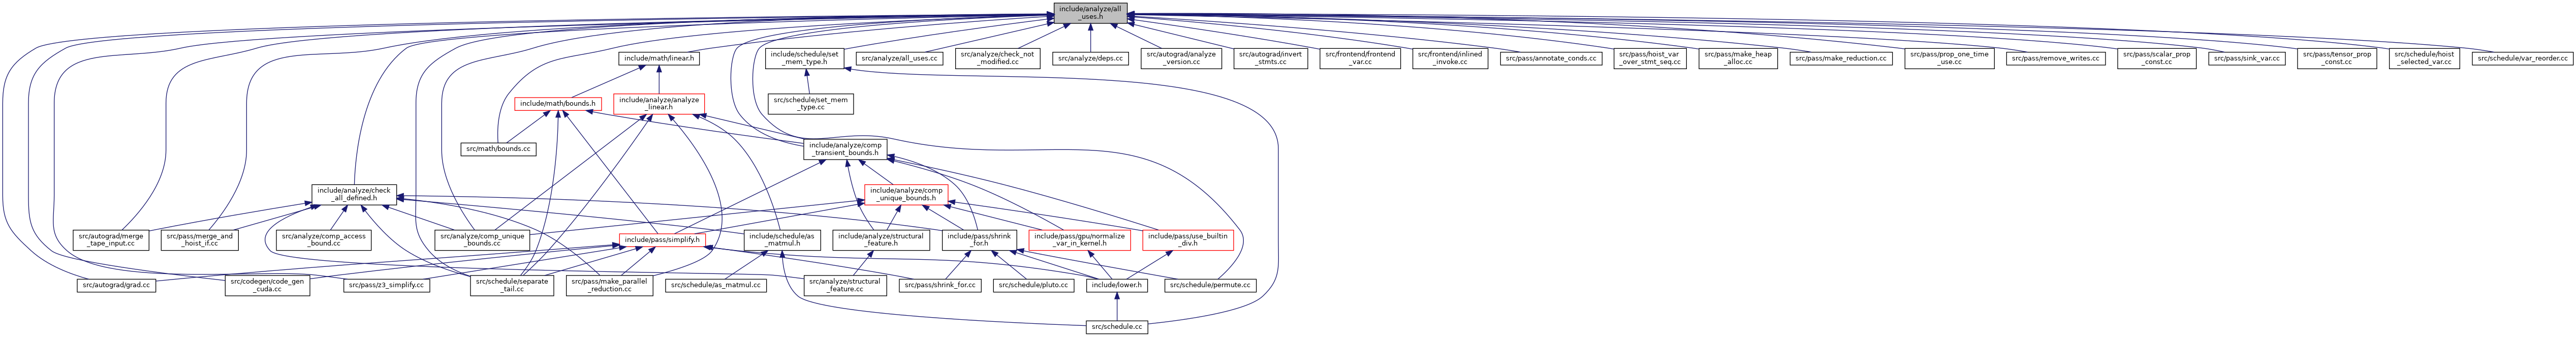 include/analyze/all
_uses.h
include/math/linear.h
include/schedule/set
_mem_type.h
src/analyze/all_uses.cc
src/analyze/check_not
_modified.cc
src/analyze/deps.cc
src/autograd/analyze
_version.cc
src/autograd/invert
_stmts.cc
src/frontend/frontend
_var.cc
src/frontend/inlined
_invoke.cc
src/pass/annotate_conds.cc
src/pass/hoist_var
_over_stmt_seq.cc
src/pass/make_heap
_alloc.cc
src/pass/make_reduction.cc
src/pass/prop_one_time
_use.cc
src/pass/remove_writes.cc
src/pass/scalar_prop
_const.cc
src/pass/sink_var.cc
src/pass/tensor_prop
_const.cc
src/schedule/hoist
_selected_var.cc
src/schedule/var_reorder.cc
include/math/bounds.h
include/analyze/analyze
_linear.h
src/schedule/set_mem
_type.cc
src/math/bounds.cc
include/analyze/comp
_transient_bounds.h
include/analyze/check
_all_defined.h
include/analyze/comp
_unique_bounds.h
src/autograd/merge
_tape_input.cc
src/pass/merge_and
_hoist_if.cc
src/analyze/comp_access
_bound.cc
src/analyze/comp_unique
_bounds.cc
include/pass/simplify.h
include/schedule/as
_matmul.h
include/analyze/structural
_feature.h
include/pass/shrink
_for.h
include/pass/gpu/normalize
_var_in_kernel.h
include/pass/use_builtin
_div.h
src/autograd/grad.cc
src/codegen/code_gen
_cuda.cc
src/pass/z3_simplify.cc
src/schedule/separate
_tail.cc
src/pass/make_parallel
_reduction.cc
src/schedule/as_matmul.cc
src/analyze/structural
_feature.cc
src/pass/shrink_for.cc
src/schedule/pluto.cc
include/lower.h
src/schedule/permute.cc
src/schedule.cc